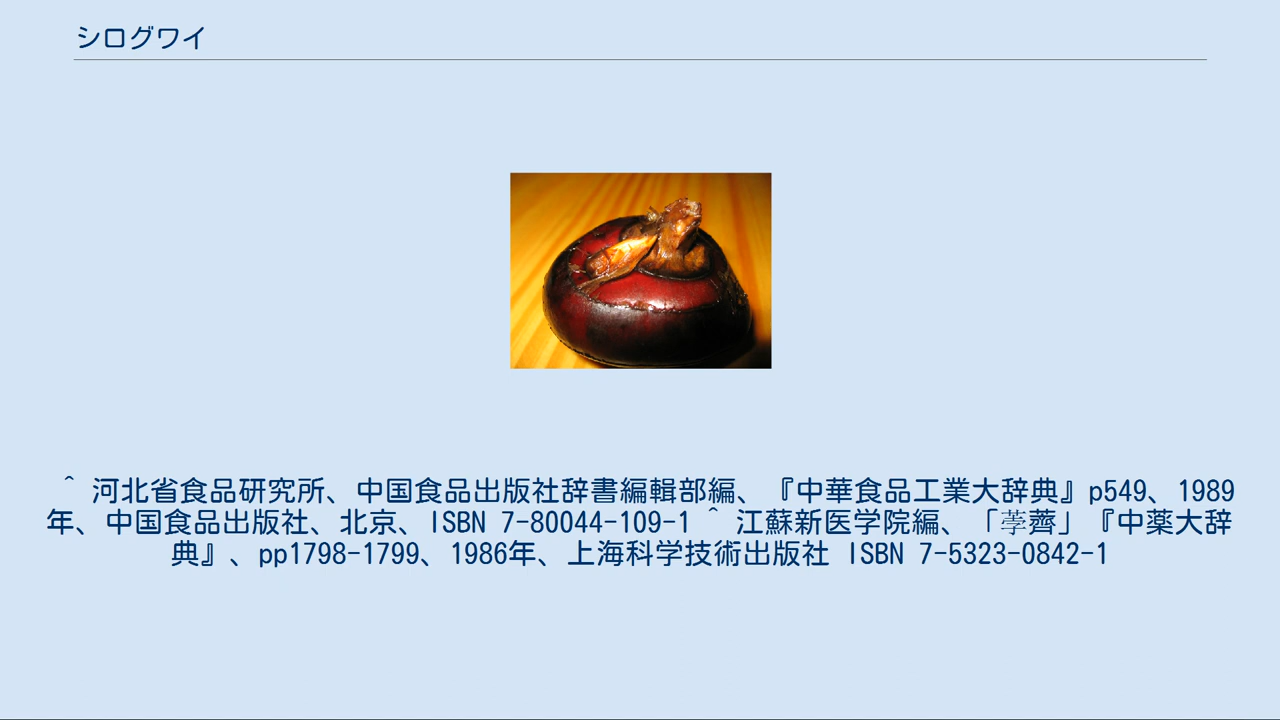 シログワイ
^ 河北省食品研究所、中国食品出版社辞書編輯部編、『中華食品工業大辞典』p549、1989
年、中国食品出版社、北京、ISBN 7-80044-109-1 ^ 江蘇新医学院編、「荸薺」『中薬大辞
典』、pp1798-1799、1986年、上海科学技術出版社 ISBN 7-5323-0842-1